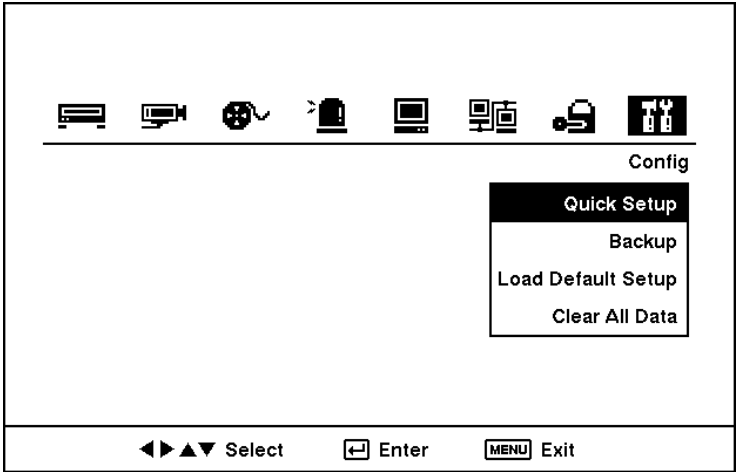 Config
Quick Setup
Backup
Load Default Setup
Clear All Data
Select Enter MENU Exit